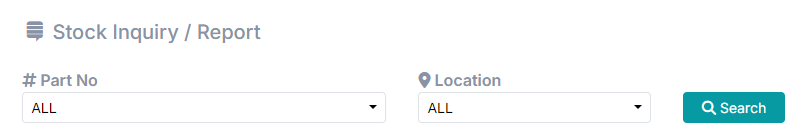 Stock Inquiry / Report
# Part No
Location
ALL
ALL
Search